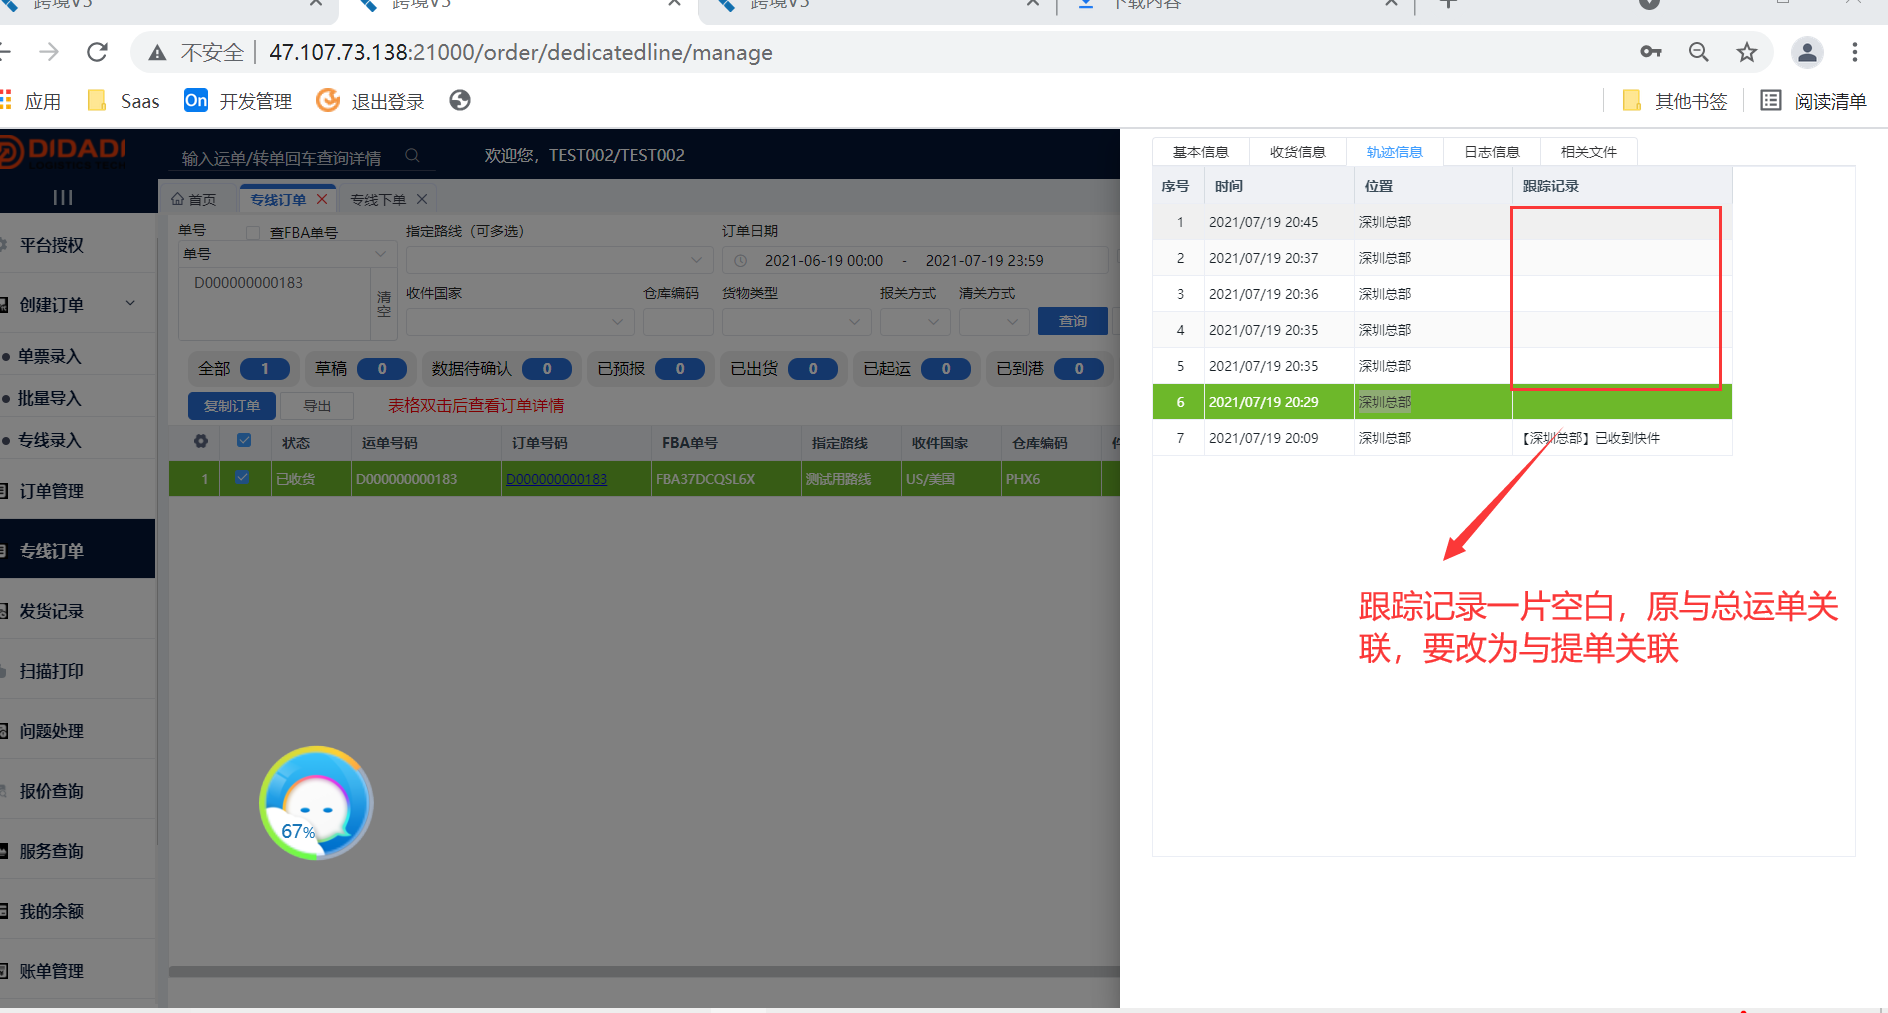 跨境V3
跨境V3
跨境V3
下载内容
不安全 47.107.73.138:21000/order/dedicatedline/manage
应用 Saas On 开发管理 退出登录 其他书签 阅读清单
DIDADI 输入运单/转单回车查询详情 欢迎您，TEST002/TEST002
首页 专线订单 专线下单
平台授权
创建订单
单票录入
批量导入
专线录入
订单管理
专线订单
发货记录
扫描打印
问题处理
报价查询
服务查询
我的余额
账单管理
单号 查FBA单号 指定路线（可多选） 订单日期
单号 2021-06-19 00:00 - 2021-07-19 23:59
D000000000183 清空
收件国家 仓库编码 货物类型 报关方式 清关方式
查询
全部 1 草稿 0 数据待确认 0 已预报 0 已出货 0 已起运 0 已到港 0
复制订单 导出 表格双击后查看订单详情
状态 运单号码 订单号码 FBA单号 指定路线 收件国家 仓库编码
1 已收货 D000000000183 D000000000183 FBA37DCQSL6X 测试用路线 US/美国 PHX6
67%
基本信息 收货信息 轨迹信息 日志信息 相关文件
序号 时间 位置 跟踪记录
1 2021/07/19 20:45 深圳总部
2 2021/07/19 20:37 深圳总部
3 2021/07/19 20:36 深圳总部
4 2021/07/19 20:35 深圳总部
5 2021/07/19 20:35 深圳总部
6 2021/07/19 20:29 深圳总部
7 2021/07/19 20:09 深圳总部 【深圳总部】已收到快件
跟踪记录一片空白，原与总运单关
联，要改为与提单关联